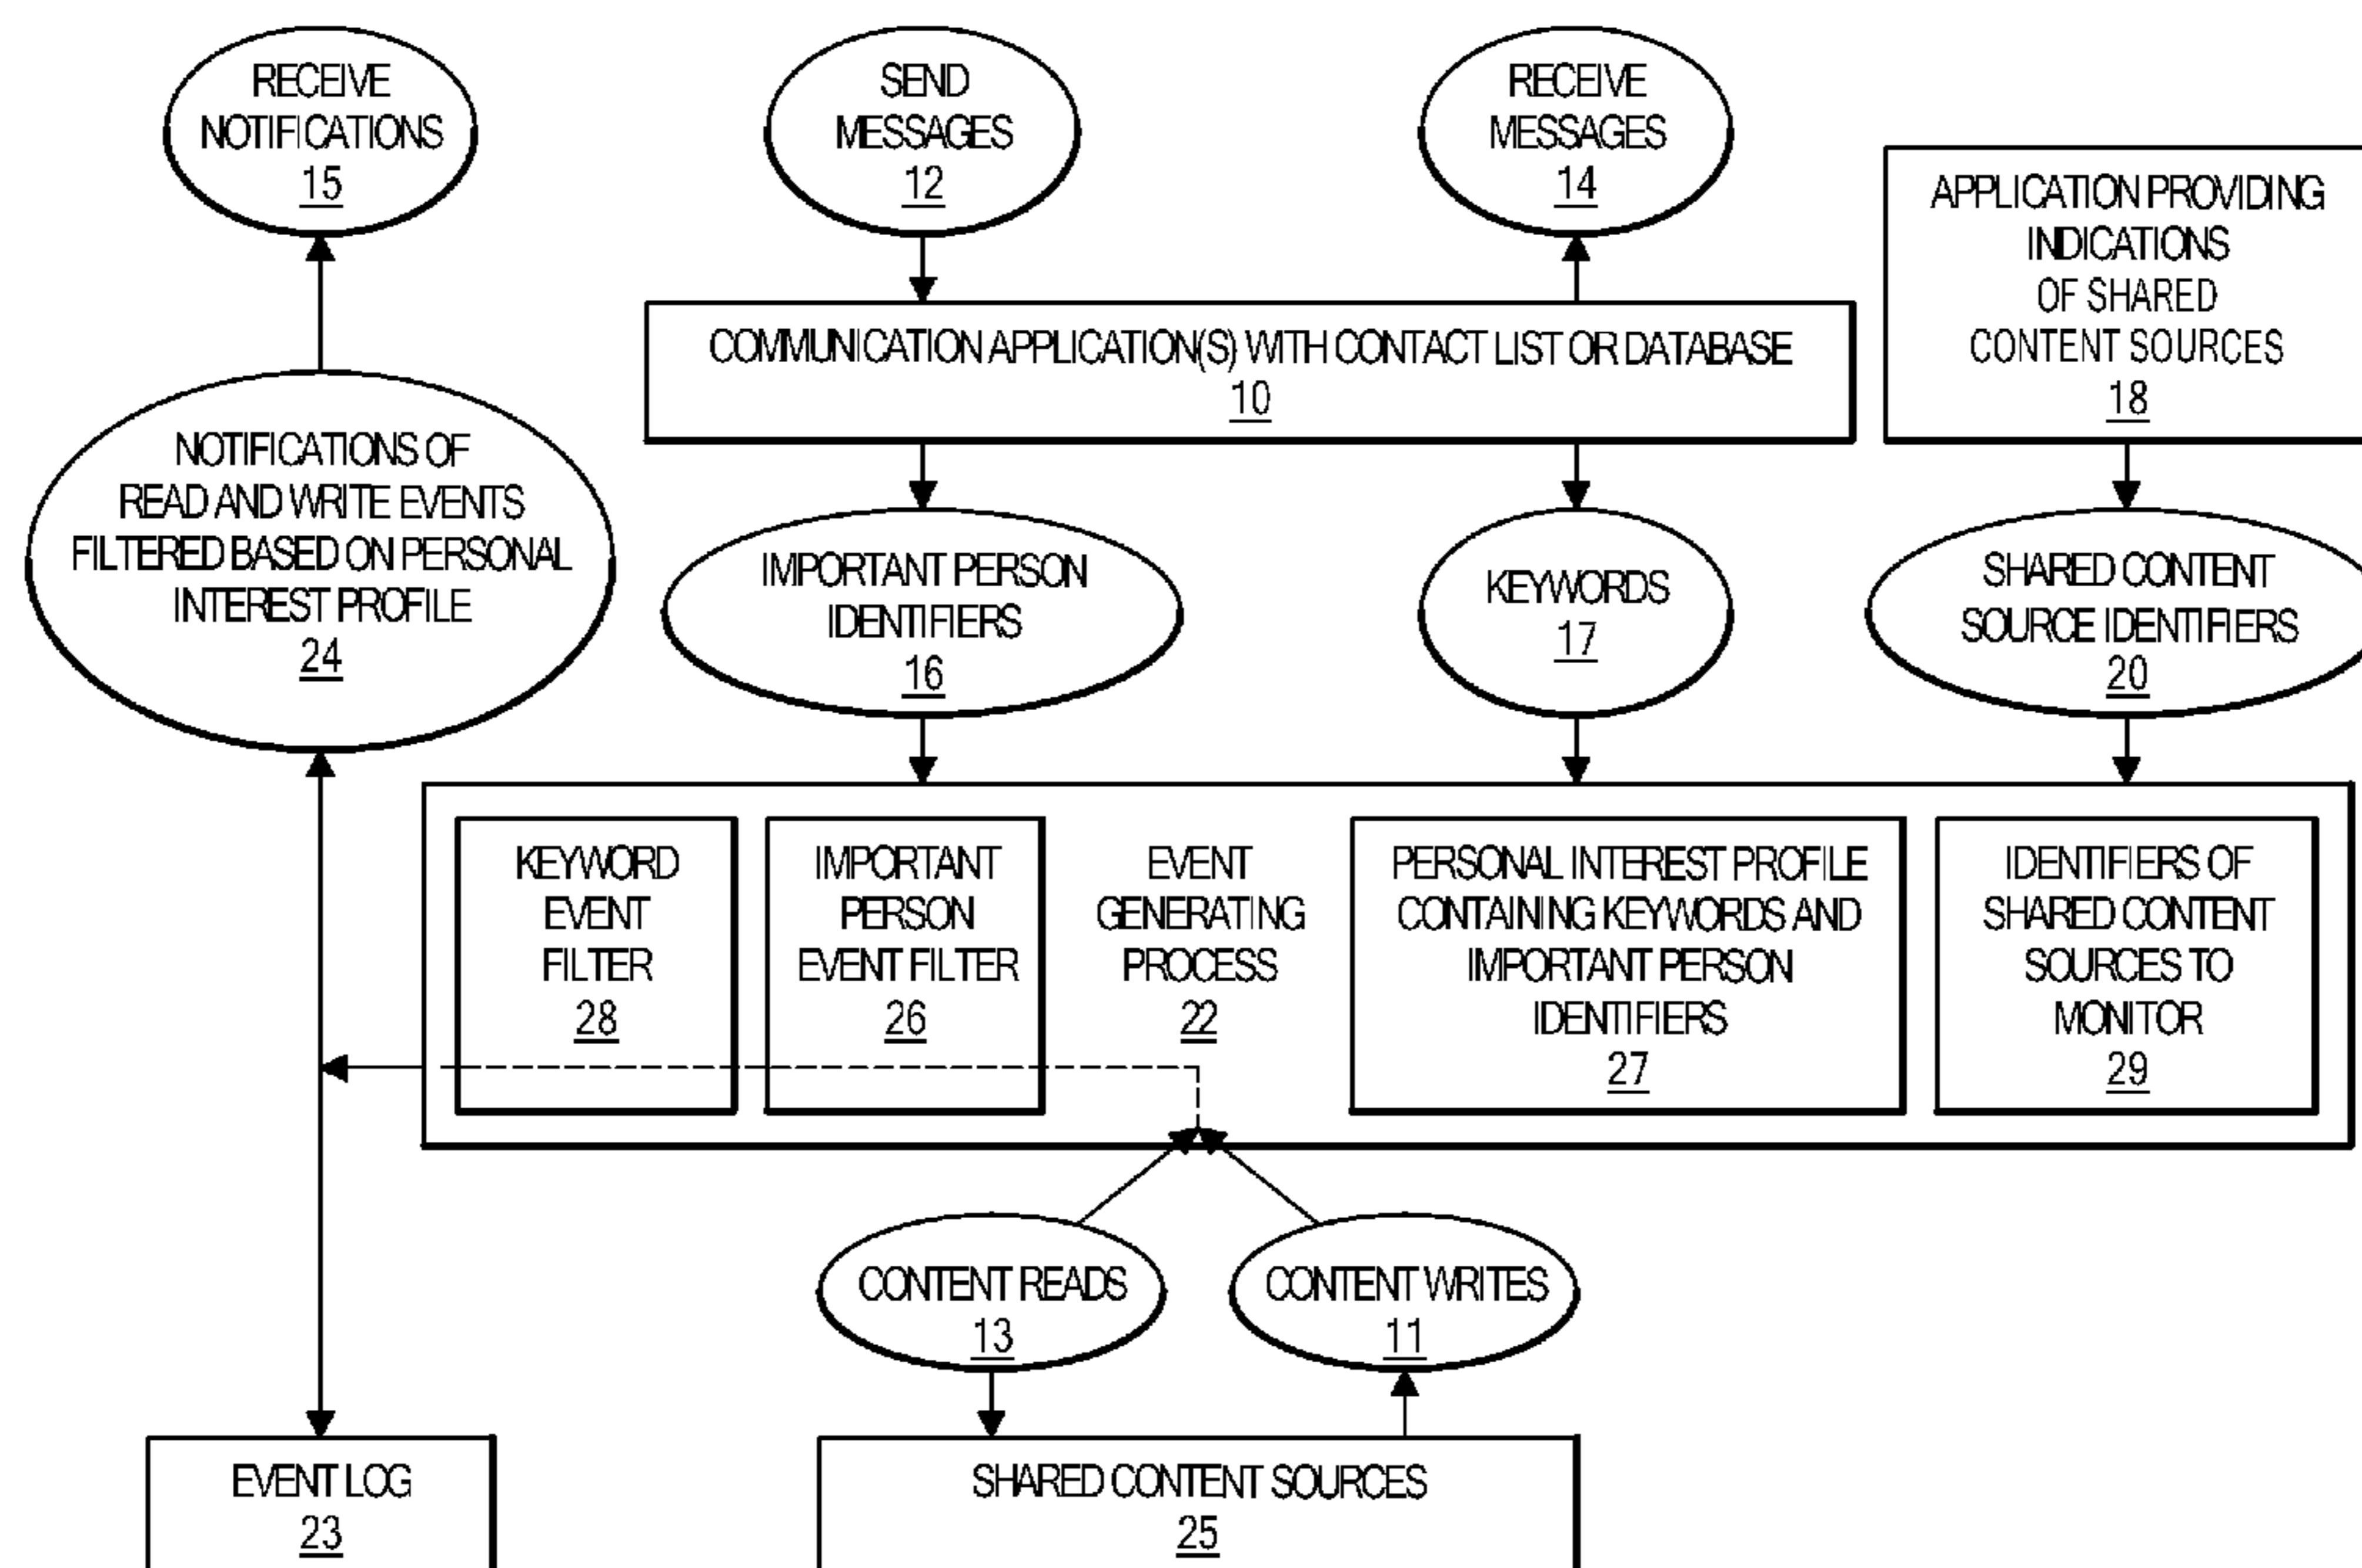 RECEIVE
NOTIFICATIONS
15
SEND
MESSAGES
12
RECEIVE
MESSAGES
14
APPLICATION PROVIDING
INDICATIONS
OF SHARED
CONTENT SOURCES
18
COMMUNICATION APPLICATION(S) WITH CONTACT LIST OR DATABASE
10
NOTIFICATIONS OF
READ AND WRITE EVENTS
FILTERED BASED ON PERSONAL
INTEREST PROFILE
24
IMPORTANT PERSON
IDENTIFIERS
16
KEYWORDS
17
SHARED CONTENT
SOURCE IDENTIFIERS
20
KEYWORD
EVENT
FILTER
28
IMPORTANT
PERSON
EVENT FILTER
26
EVENT
GENERATING
PROCESS
22
PERSONAL INTEREST PROFILE
CONTAINING KEYWORDS AND
IMPORTANT PERSON
IDENTIFIERS
27
IDENTIFIERS OF
SHARED CONTENT
SOURCES TO
MONITOR
29
CONTENT READS
13
CONTENT WRITES
11
EVENT LOG
23
SHARED CONTENT SOURCES
25